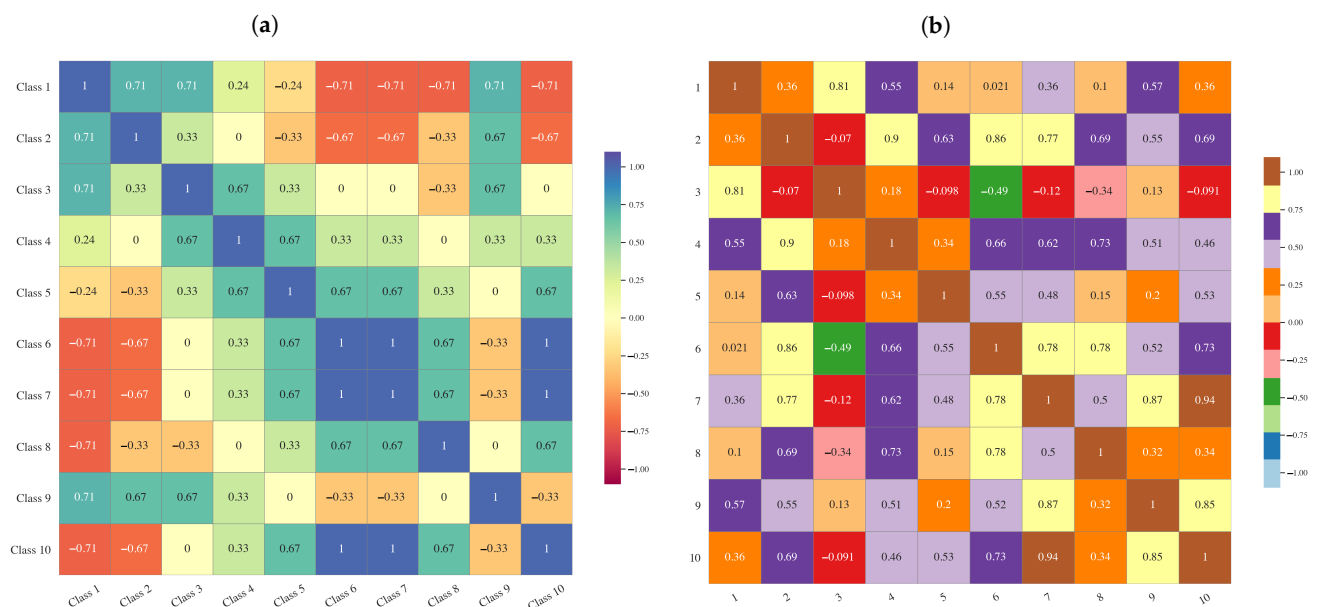 (a)
Class 1 1 0.71 0.71 0.24 −0.24 −0.71 −0.71 −0.71 0.71 −0.71
Class 2 0.71 1 0.33 0 −0.33 −0.67 −0.67 −0.33 0.67 −0.67
Class 3 0.71 0.33 1 0.67 0.33 0 0 −0.33 0.67 0
Class 4 0.24 0 0.67 1 0.67 0.33 0.33 0 0.33 0.33
Class 5 −0.24 −0.33 0.33 0.67 1 0.67 0.67 0.33 0 0.67
Class 6 −0.71 −0.67 0 0.33 0.67 1 1 0.67 −0.33 1
Class 7 −0.71 −0.67 0 0.33 0.67 1 1 0.67 −0.33 1
Class 8 −0.71 −0.33 −0.33 0 0.33 0.67 0.67 1 0 0.67
Class 9 0.71 0.67 0.67 0.33 0 −0.33 −0.33 0 1 −0.33
Class 10 −0.71 −0.67 0 0.33 0.67 1 1 0.67 −0.33 1
Class 1 Class 2 Class 3 Class 4 Class 5 Class 6 Class 7 Class 8 Class 9 Class 10
1.00
0.75
0.50
0.25
0.00
−0.25
−0.50
−0.75
−1.00
(b)
1 1 0.36 0.81 0.55 0.14 0.021 0.36 0.1 0.57 0.36
2 0.36 1 −0.07 0.9 0.63 0.86 0.77 0.69 0.55 0.69
3 0.81 −0.07 1 0.18 −0.098 −0.49 −0.12 −0.34 0.13 −0.091
4 0.55 0.9 0.18 1 0.34 0.66 0.62 0.73 0.51 0.46
5 0.14 0.63 −0.098 0.34 1 0.55 0.48 0.15 0.2 0.53
6 0.021 0.86 −0.49 0.66 0.55 1 0.78 0.78 0.52 0.73
7 0.36 0.77 −0.12 0.62 0.48 0.78 1 0.5 0.87 0.94
8 0.1 0.69 −0.34 0.73 0.15 0.78 0.5 1 0.32 0.34
9 0.57 0.55 0.13 0.51 0.2 0.52 0.87 0.32 1 0.85
10 0.36 0.69 −0.091 0.46 0.53 0.73 0.94 0.34 0.85 1
1 2 3 4 5 6 7 8 9 10
1.00
0.75
0.50
0.25
0.00
−0.25
−0.50
−0.75
−1.00